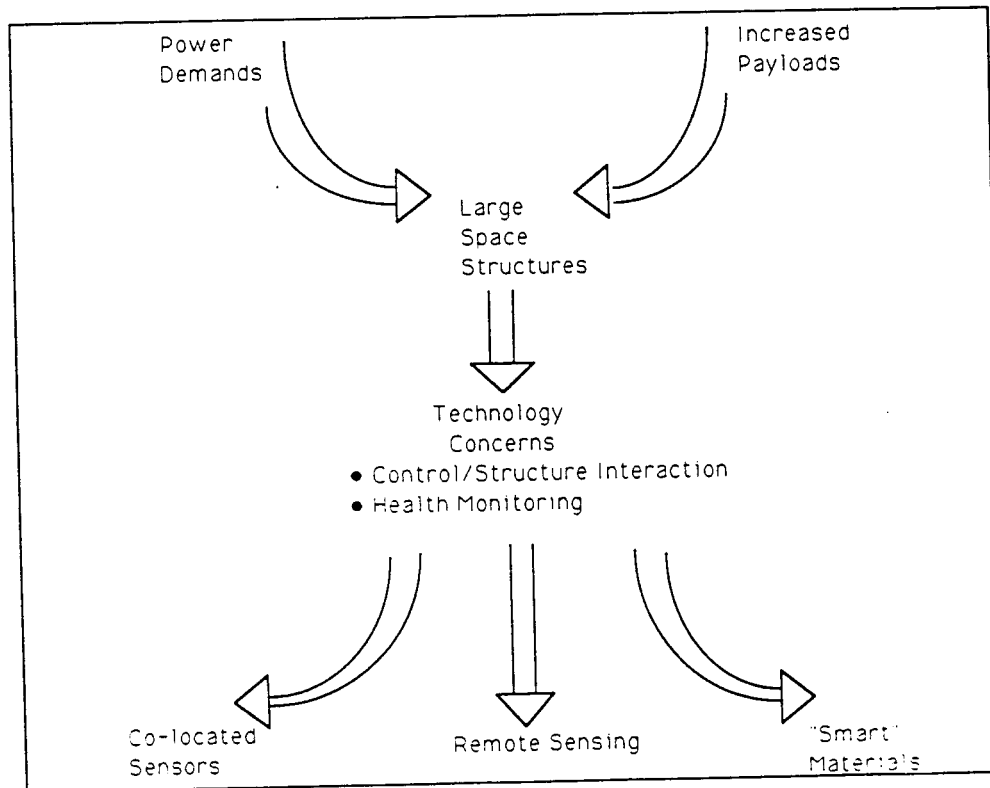 Power
Demands
Increased
Payloads
Large
Space
Structures
Technology
Concerns
• Control/Structure Interaction
• Health Monitoring
Co-located
Sensors
Remote Sensing
"Smart"
Materials